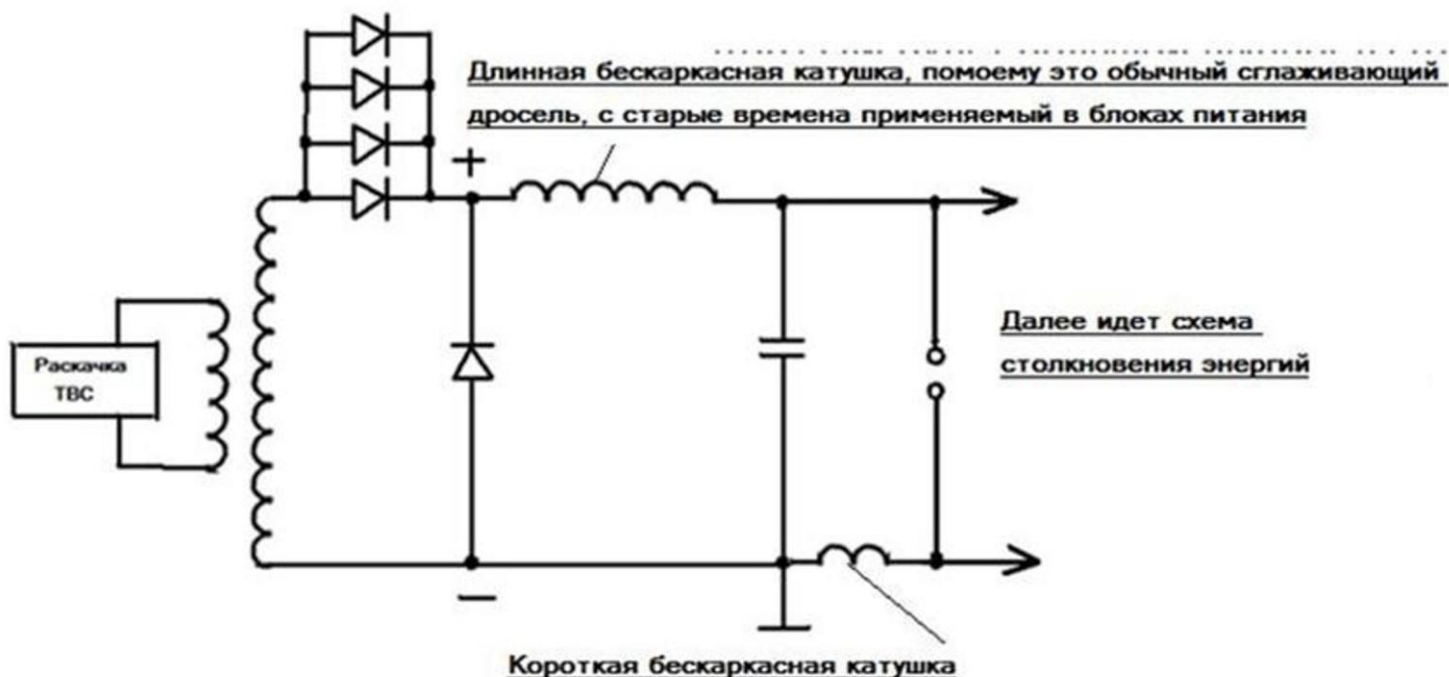 Длинная бескаркасная катушка, помоему это обычный сглаживающий
дросель, с старые времена применяемый в блоках питания
+
Раскачка
ТВС
Далее идет схема
столкновения энергий
—
Короткая бескаркасная катушка